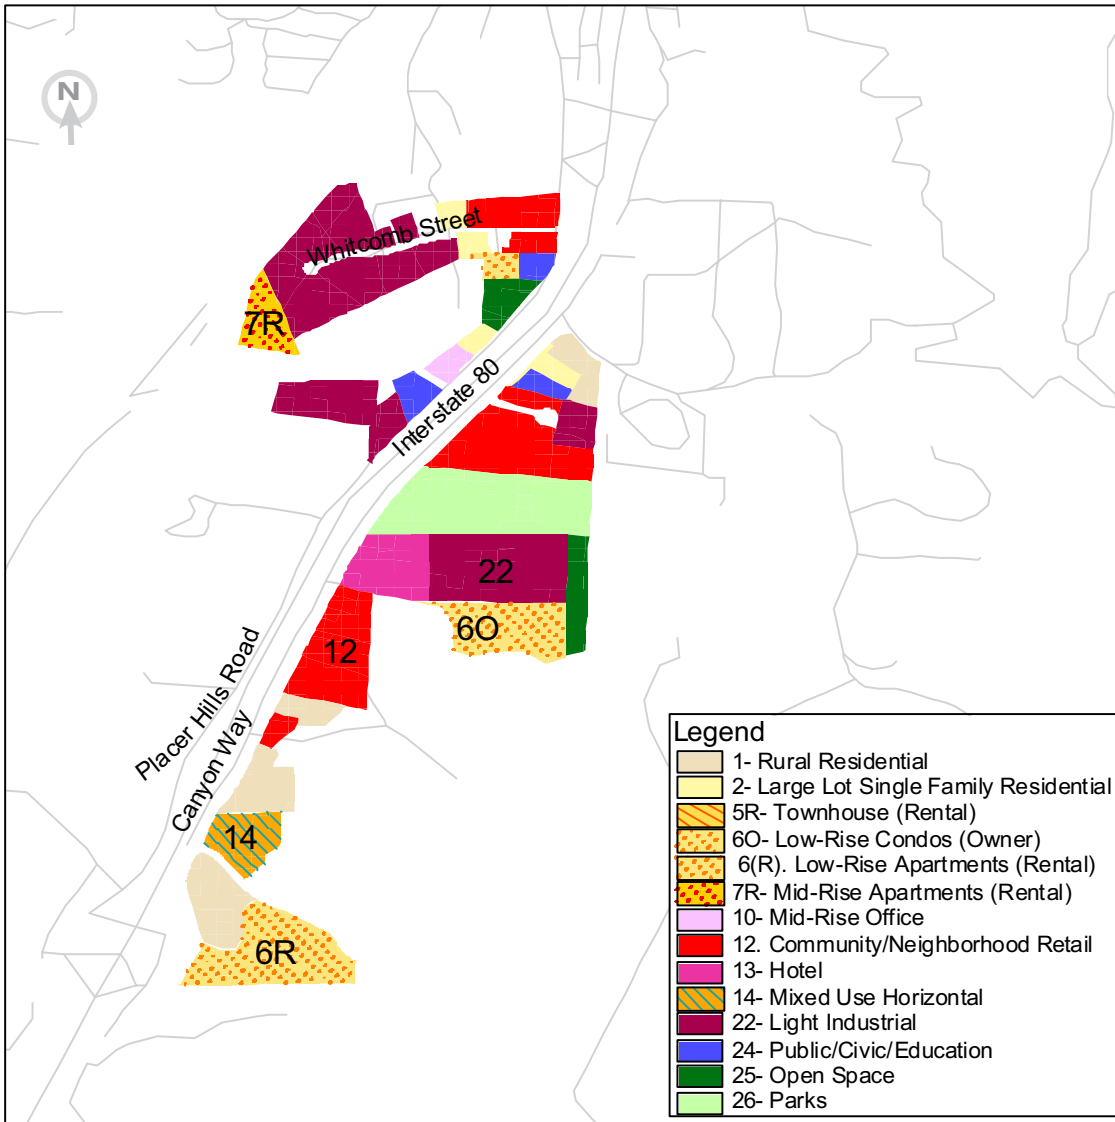 N
Whitcomb Street
7R
Interstate 80
22
6O
12
Placer Hills Road
Canyon Way
14
6R
Legend
1- Rural Residential
2- Large Lot Single Family Residential
5R- Townhouse (Rental)
6O- Low-Rise Condos (Owner)
6(R). Low-Rise Apartments (Rental)
7R- Mid-Rise Apartments (Rental)
10- Mid-Rise Office
12. Community/Neighborhood Retail
13- Hotel
14- Mixed Use Horizontal
22- Light Industrial
24- Public/Civic/Education
25- Open Space
26- Parks